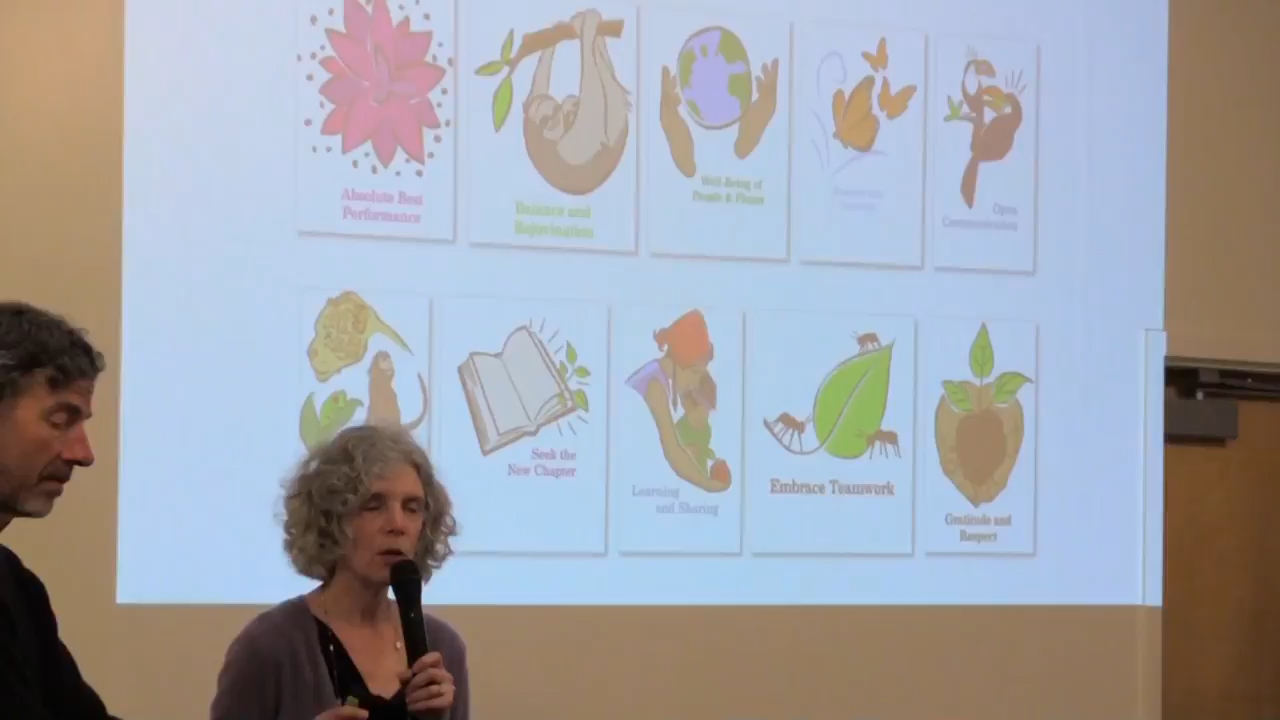 Absolute Best
Performance
Balance and
Rejuvenation
Well-Being of
People & Planet
Open
Communication
Seek the
New Chapter
Learning
and Sharing
Embrace Teamwork
Gratitude and
Respect